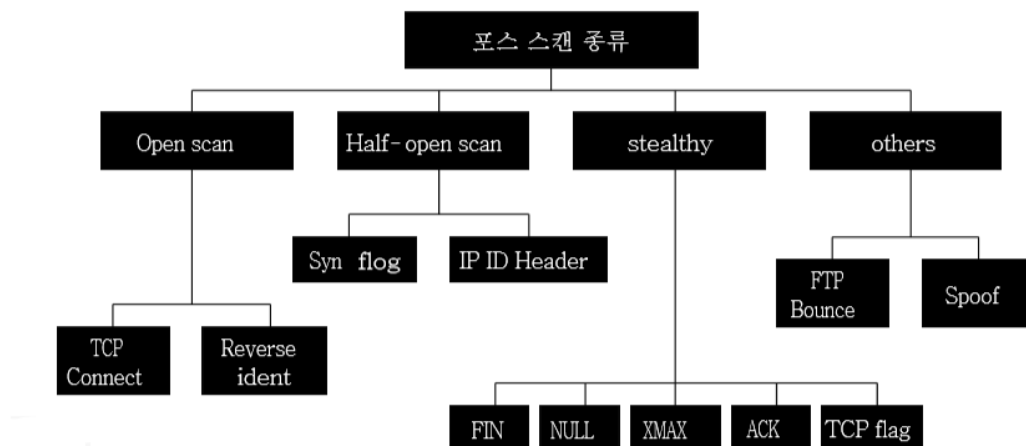 포스 스캔 종류
Open scan
Half-open scan
stealthy
others
Syn flog
IP ID Header
FTP
Bounce
Spoof
TCP
Connect
Reverse
ident
FIN
NULL
XMAX
ACK
TCP flag